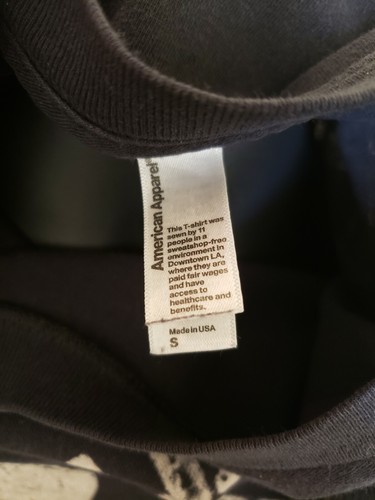 American Apparel®
This T-shirt was
sewn by 11
people in a
sweatshop-free
environment in
Downtown LA,
where they are
paid fair wages
and have
access to
healthcare and
benefits.
Made in USA
S